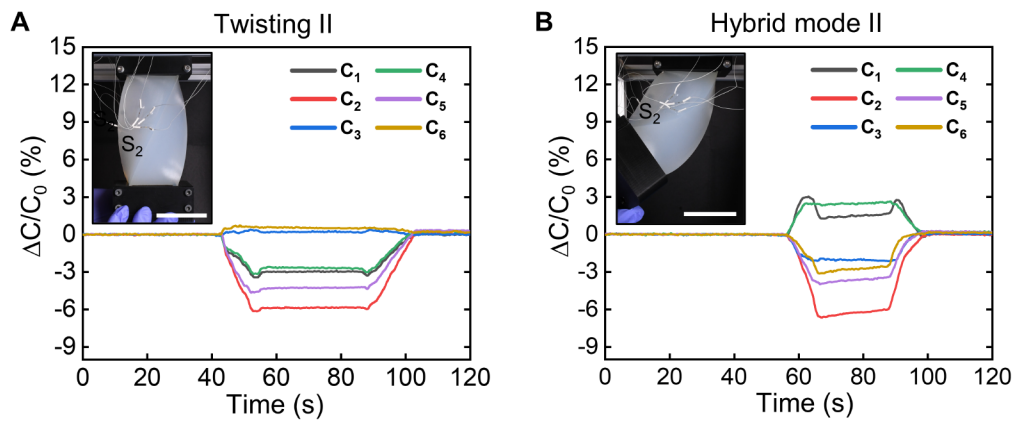 A Twisting II
15
12
9
6
3
0
-3
-6
-9
ΔC/C₀ (%)
S₂
C₁ C₄
C₂ C₅
C₃ C₆
0 20 40 60 80 100 120
Time (s)
B Hybrid mode II
15
12
9
6
3
0
-3
-6
-9
ΔC/C₀ (%)
S₂
C₁ C₄
C₂ C₅
C₃ C₆
0 20 40 60 80 100 120
Time (s)